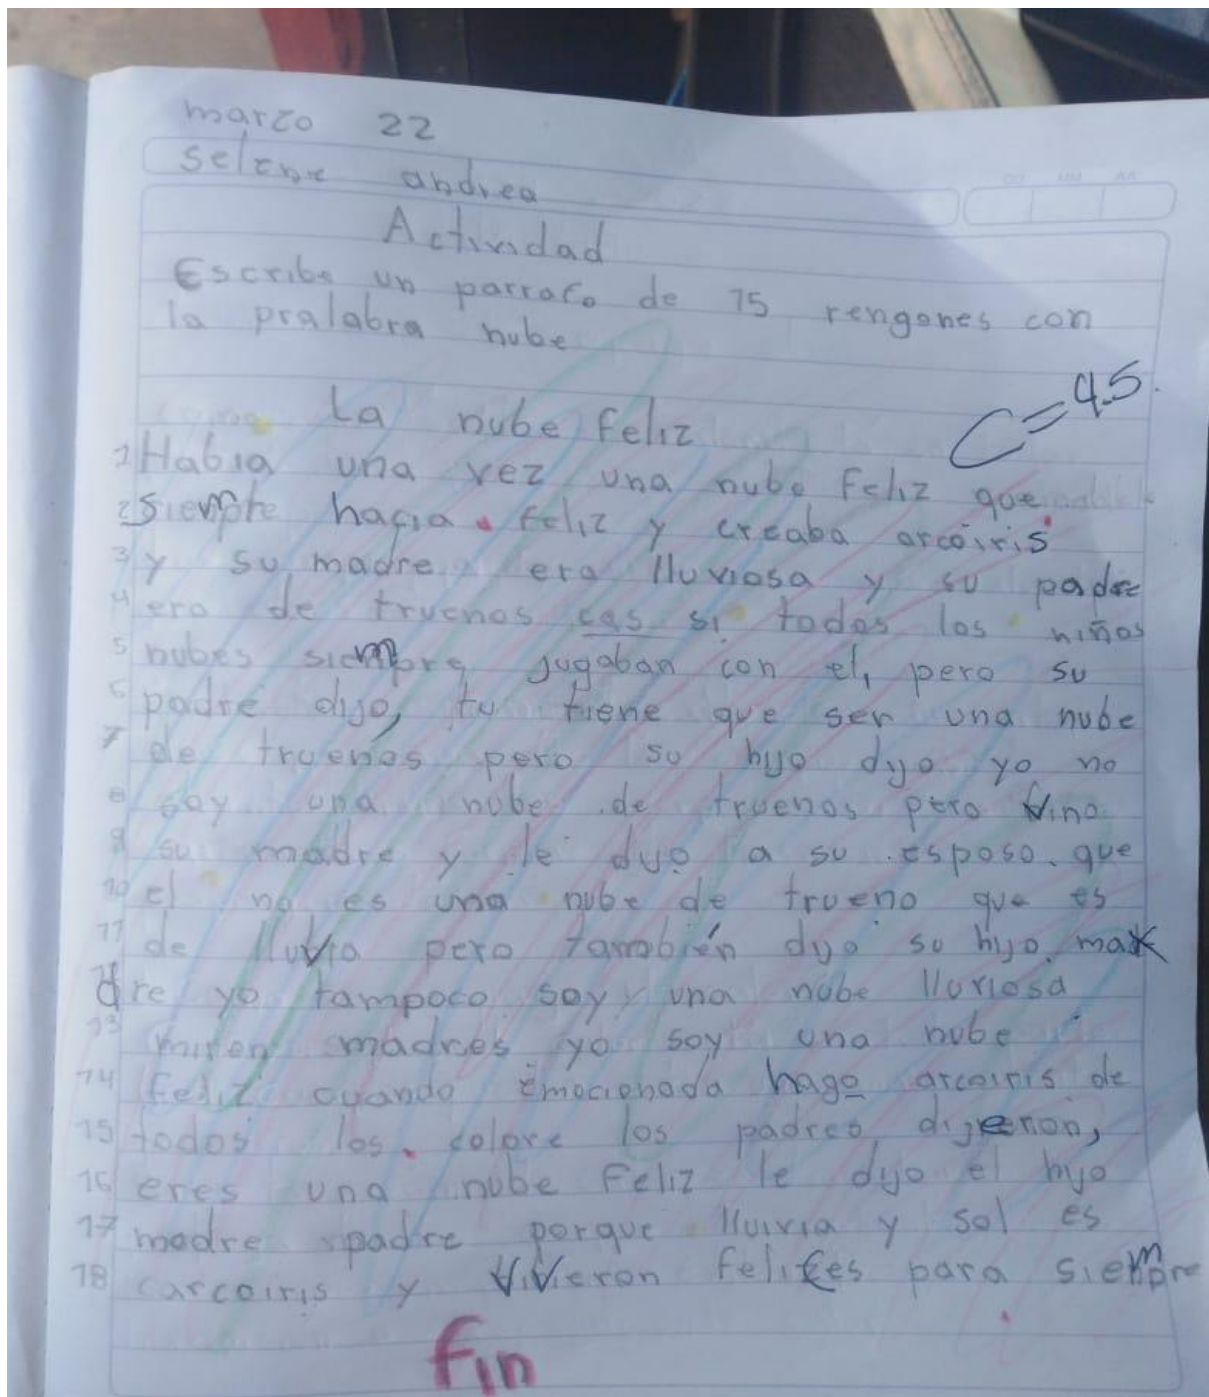 marzo 22
selene andrea
Actividad
Escribe un parrafo de 15 rengones con
la pralabra nube
La nube feliz
C=4.5.
1 Habia una vez una nube feliz que
2 siempre hacia feliz y creaba arcoiris
3 y su madre era lluviosa y su padre
4 era de truenos cas si todos los niños
5 nubes siempre jugaban con el, pero su
6 padre dijo, tu tiene que ser una nube
7 de truenos pero su hijo dijo yo no
8 soy una nube de truenos pero vino
9 su madre y le dijo a su esposo que
10 el no es una nube de trueno que es
11 de lluvia pero también dijo su hijo ma
dre yo tampoco soy una nube lluviosa
13 miren madres yo soy una nube
14 feliz cuando emocionada hago arcoiris de
15 todos los colore los padres dijeron,
16 eres una nube feliz le dijo el hijo
17 madre padre porque lluivia y sol es
18 carcoiris y vivieron felices para siempre
fin